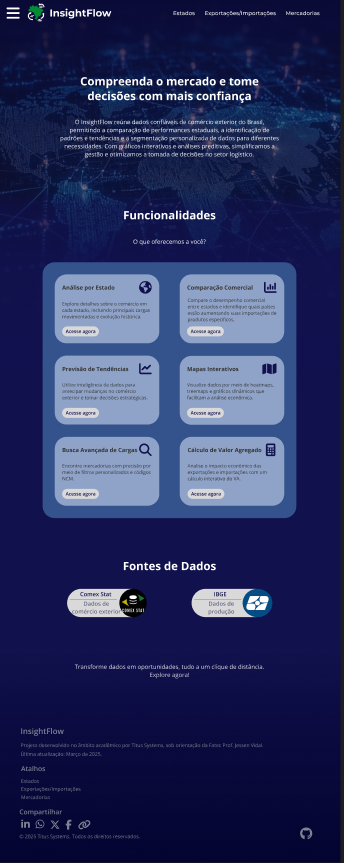 InsightFlow
Estados Exportações/Importações Mercadorias
Compreenda o mercado e tome
decisões com mais confiança
O InsightFlow reúne dados confiáveis de comércio exterior do Brasil,
permitindo a comparação de performances estaduais, a identificação de
padrões e tendências e a segmentação personalizada de dados para diferentes
necessidades. Com gráficos interativos e análises preditivas, simplificamos a
gestão e otimizamos a tomada de decisões no setor logístico.
Funcionalidades
O que oferecemos a você?
Análise por Estado
Explore detalhes sobre o comércio em
cada estado, incluindo principais cargas
movimentadas e evolução histórica.
Acesse agora
Comparação Comercial
Compare o desempenho comercial
entre estados e identifique quais países
estão aumentando suas importações de
produtos específicos.
Acesse agora
Previsão de Tendências
Utilize inteligência de dados para
antecipar mudanças no comércio
exterior e tomar decisões estratégicas.
Acesse agora
Mapas Interativos
Visualize dados por meio de heatmaps,
treemaps e gráficos dinâmicos que
facilitam a análise econômica.
Acesse agora
Busca Avançada de Cargas
Encontre mercadorias com precisão por
meio de filtros personalizados e códigos
NCM.
Acesse agora
Cálculo de Valor Agregado
Analise o impacto econômico das
exportações e importações com um
cálculo interativo do VA.
Acesse agora
Fontes de Dados
Comex Stat
Dados de
comércio exterior
COMEX STAT
IBGE
Dados de
produção
Transforme dados em oportunidades, tudo a um clique de distância.
Explore agora!
InsightFlow
Projeto desenvolvido no âmbito acadêmico por Titus Systems, sob orientação da Fatec Prof. Jessen Vidal.
Última atualização: Março de 2025.
Atalhos
Estados
Exportações/Importações
Mercadorias
Compartilhar
© 2025 Titus Systems. Todos os direitos reservados.